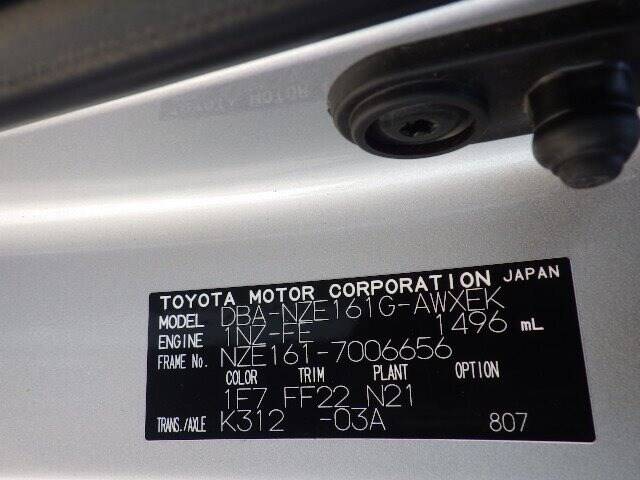 TOYOTA MOTOR CORPORATION JAPAN
MODEL DBA-NZE161G-AWXEK
ENGINE 1NZ-FE 1496 mL
FRAME No. NZE161-7006656
COLOR TRIM PLANT OPTION
1F7 FF22 N21
TRANS./AXLE K312 -03A 807